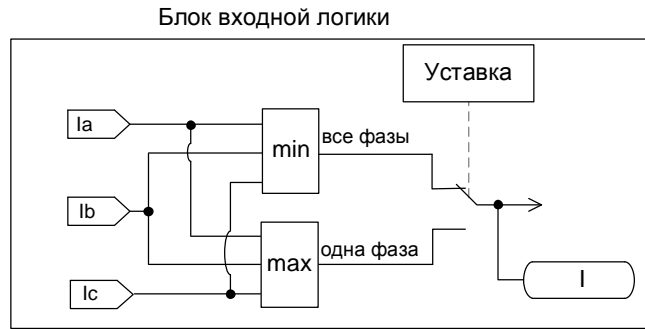 Блок входной логики
Уставка
Ia
min
все фазы
Ib
max
одна фаза
Ic
I